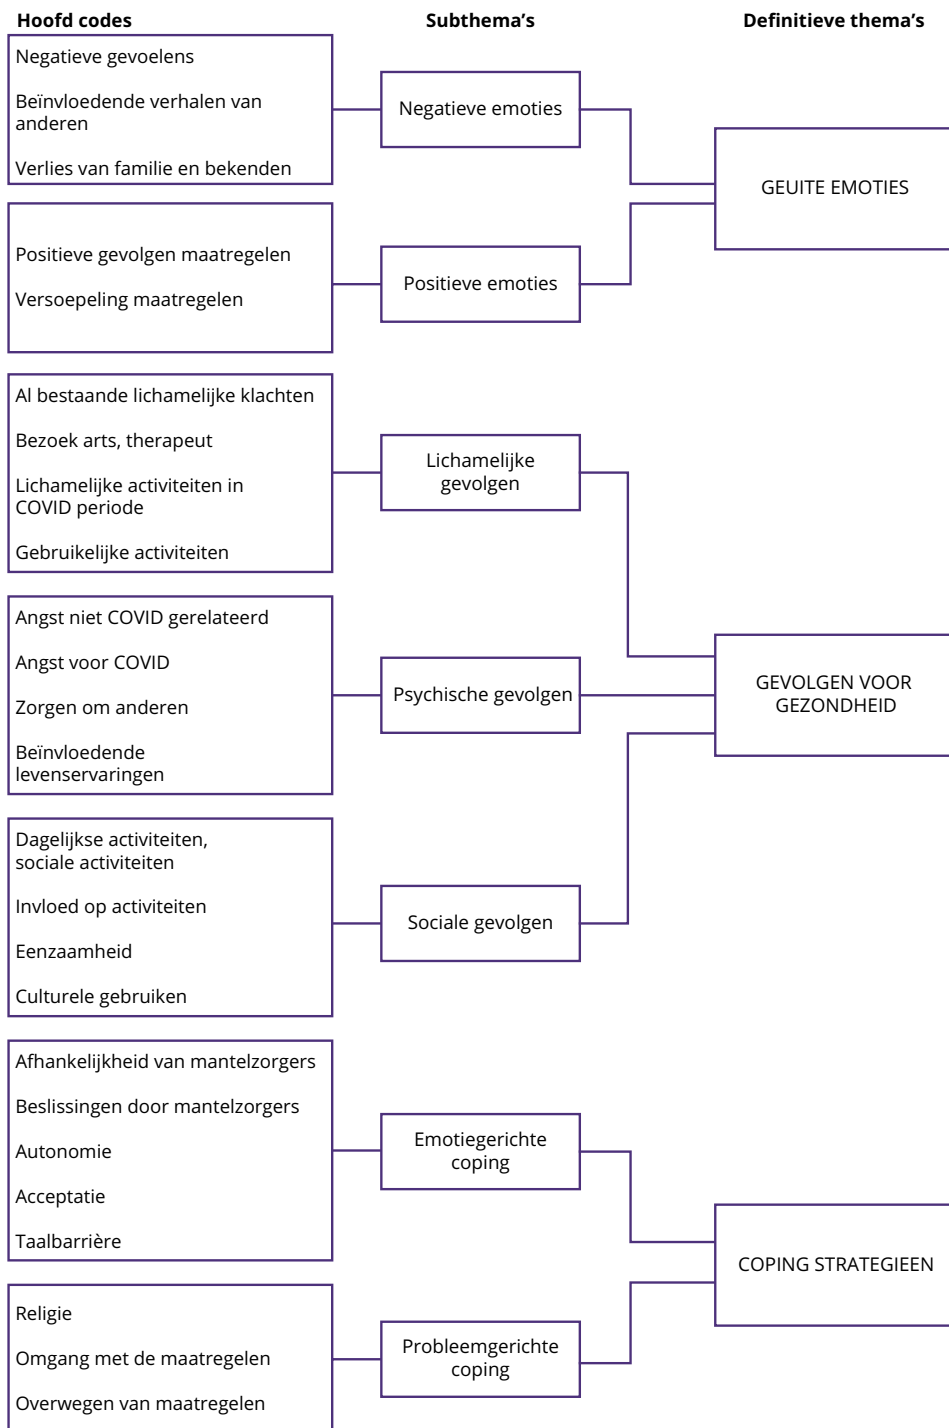 Hoofd codes
Subthema’s
Definitieve thema’s
Negatieve gevoelens
Beïnvloedende verhalen van
anderen
Verlies van familie en bekenden
Negatieve emoties
GEUITE EMOTIES
Positieve gevolgen maatregelen
Versoepeling maatregelen
Positieve emoties
Al bestaande lichamelijke klachten
Bezoek arts, therapeut
Lichamelijke activiteiten in
COVID periode
Gebruikelijke activiteiten
Lichamelijke
gevolgen
Angst niet COVID gerelateerd
Angst voor COVID
Zorgen om anderen
Beïnvloedende
levenservaringen
Psychische gevolgen
GEVOLGEN VOOR
GEZONDHEID
Dagelijkse activiteiten,
sociale activiteiten
Invloed op activiteiten
Eenzaamheid
Culturele gebruiken
Sociale gevolgen
Afhankelijkheid van mantelzorgers
Beslissingen door mantelzorgers
Autonomie
Acceptatie
Taalbarrière
Emotiegerichte
coping
COPING STRATEGIEEN
Religie
Omgang met de maatregelen
Overwegen van maatregelen
Probleemgerichte
coping